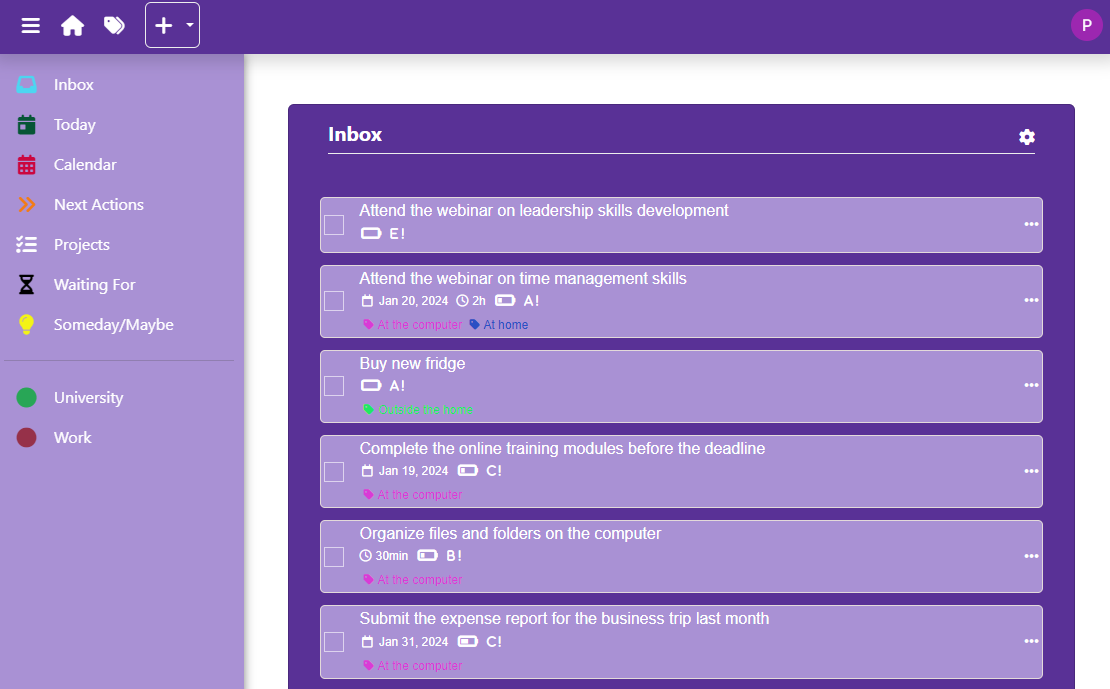 P
Inbox
Today
Calendar
Next Actions
Projects
Waiting For
Someday/Maybe
University
Work
Inbox
Attend the webinar on leadership skills development
E!
Attend the webinar on time management skills
Jan 20, 2024 2h A!
At the computer At home
Buy new fridge
A!
Outside the home
Complete the online training modules before the deadline
Jan 19, 2024 C!
At the computer
Organize files and folders on the computer
30min B!
At the computer
Submit the expense report for the business trip last month
Jan 31, 2024 C!
At the computer